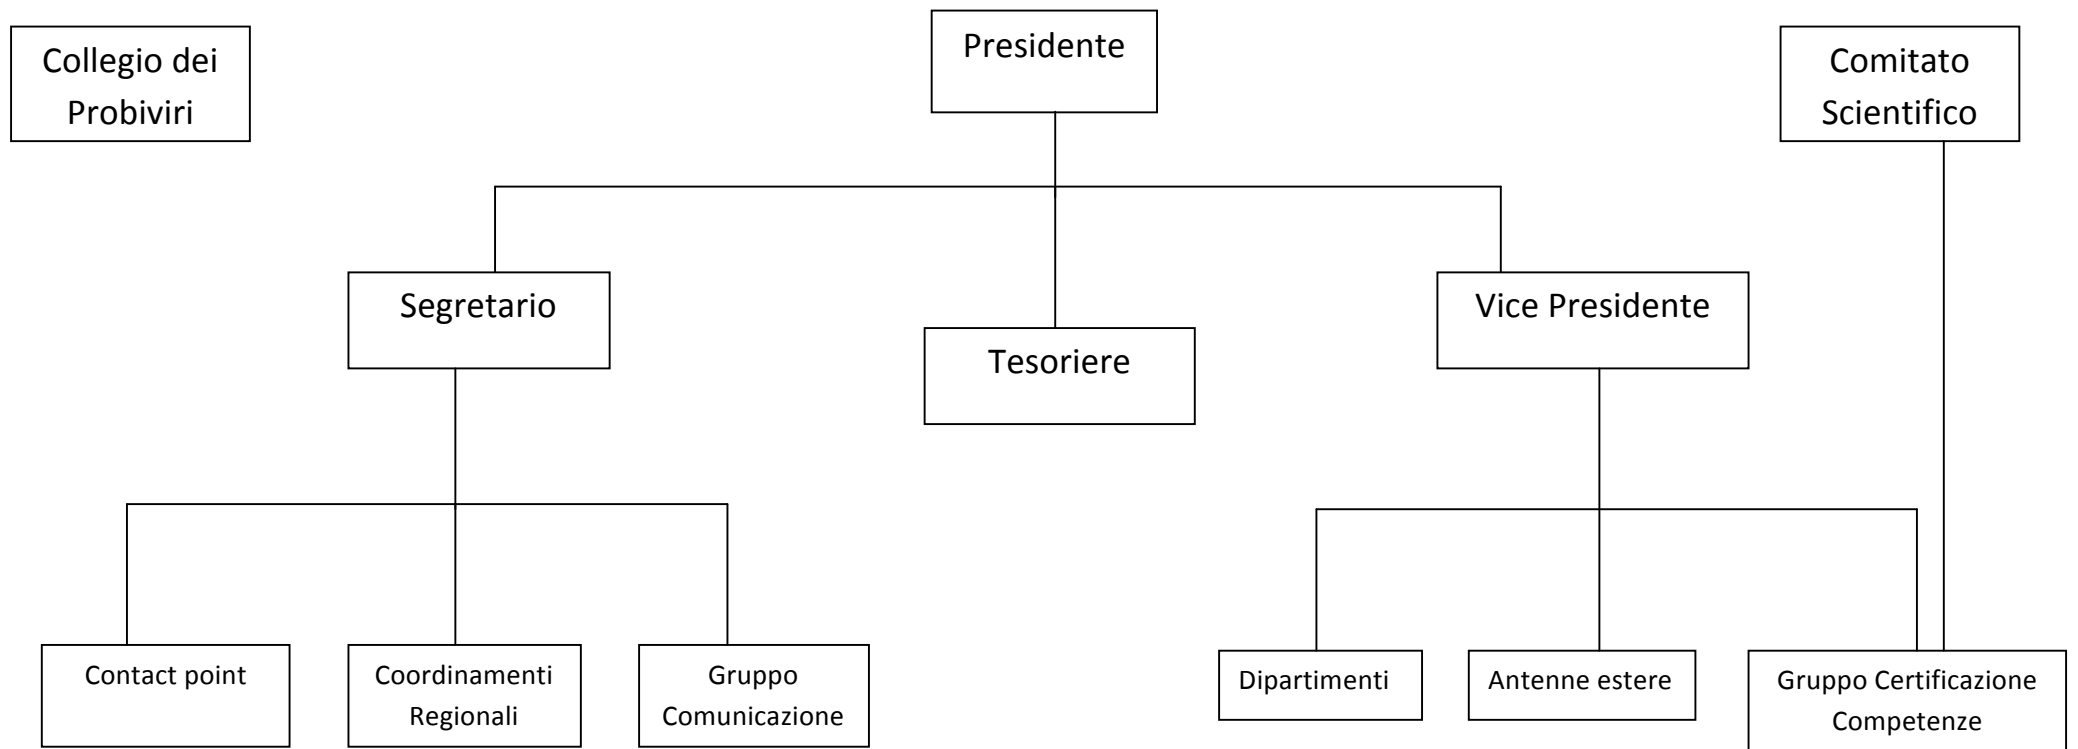 Collegio dei
Probiviri
Presidente
Comitato
Scientifico
Segretario
Tesoriere
Vice Presidente
Contact point
Coordinamenti
Regionali
Gruppo
Comunicazione
Dipartimenti
Antenne estere
Gruppo Certificazione
Competenze